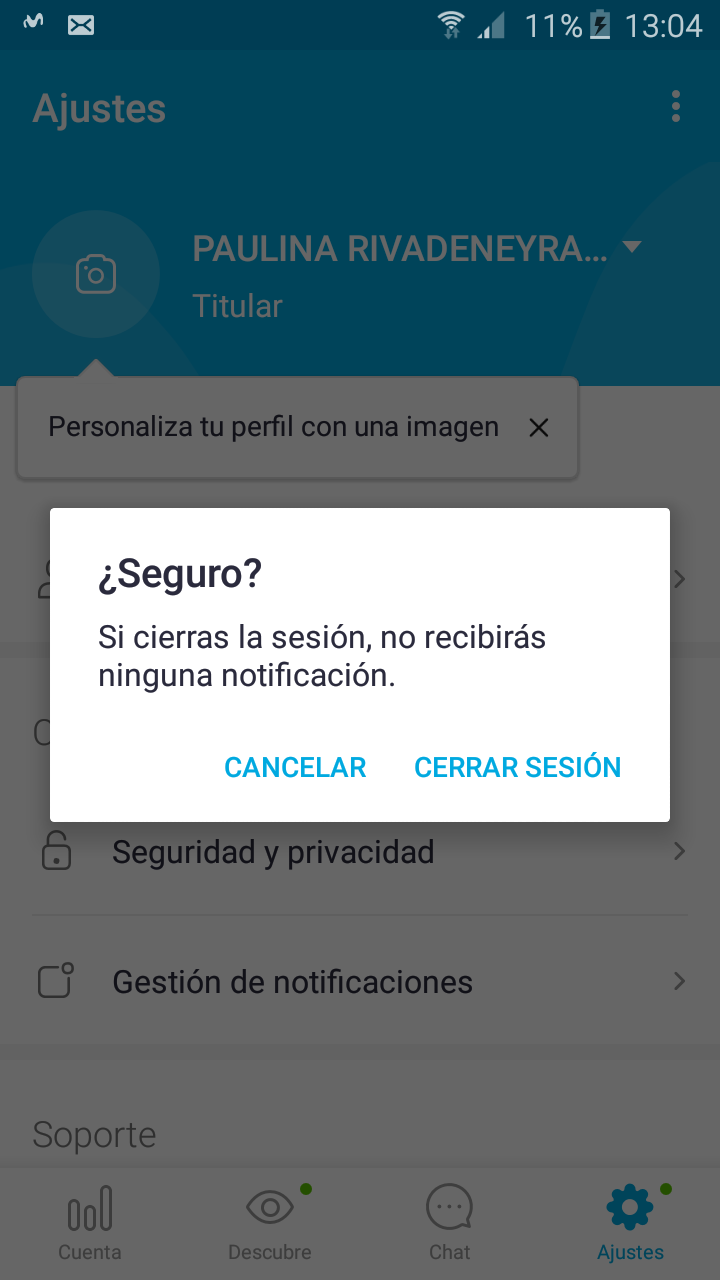 11% 13:04
Ajustes
PAULINA RIVADENEYRA...
Titular
Personaliza tu perfil con una imagen
¿Seguro?
Si cierras la sesión, no recibirás
ninguna notificación.
CANCELAR CERRAR SESIÓN
Seguridad y privacidad
Gestión de notificaciones
Soporte
Cuenta Descubre Chat Ajustes